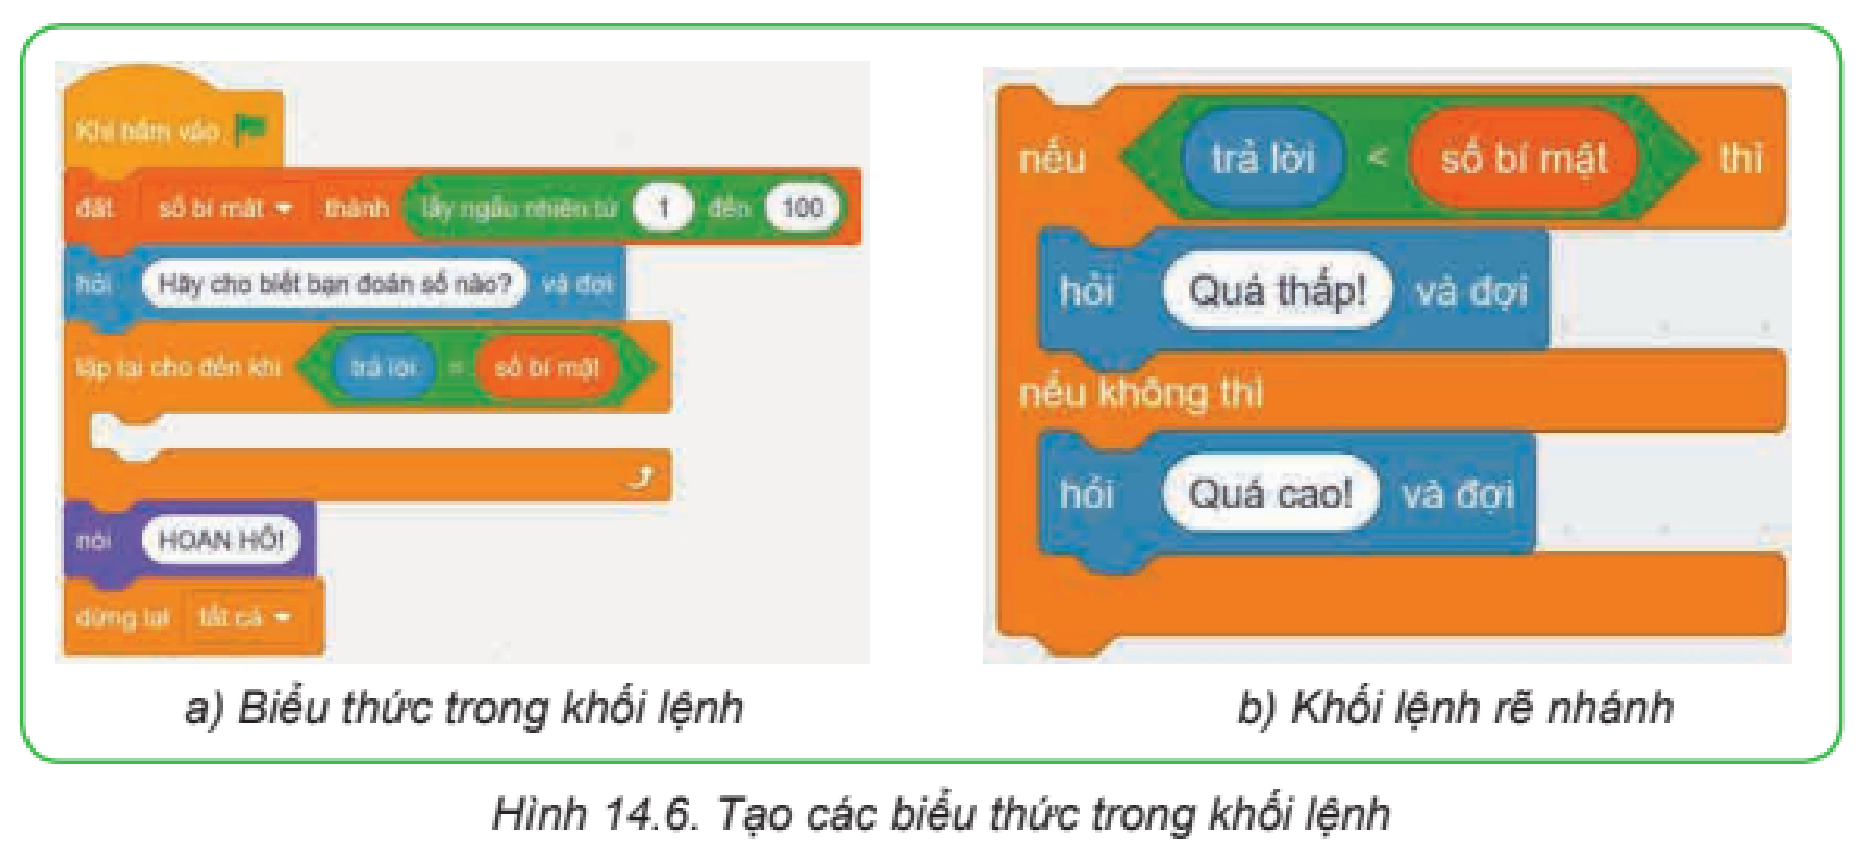 Khi bấm vào
đặt số bí mật thành lấy ngẫu nhiên từ 1 đến 100
hỏi Hãy cho biết bạn đoán số nào? và đợi
lặp lại cho đến khi trả lời = số bí mật
nói HOAN HÔ!
dừng lại tất cả
a) Biểu thức trong khối lệnh
nếu trả lời < số bí mật thì
hỏi Quá thấp! và đợi
nếu không thì
hỏi Quá cao! và đợi
b) Khối lệnh rẽ nhánh
Hình 14.6. Tạo các biểu thức trong khối lệnh